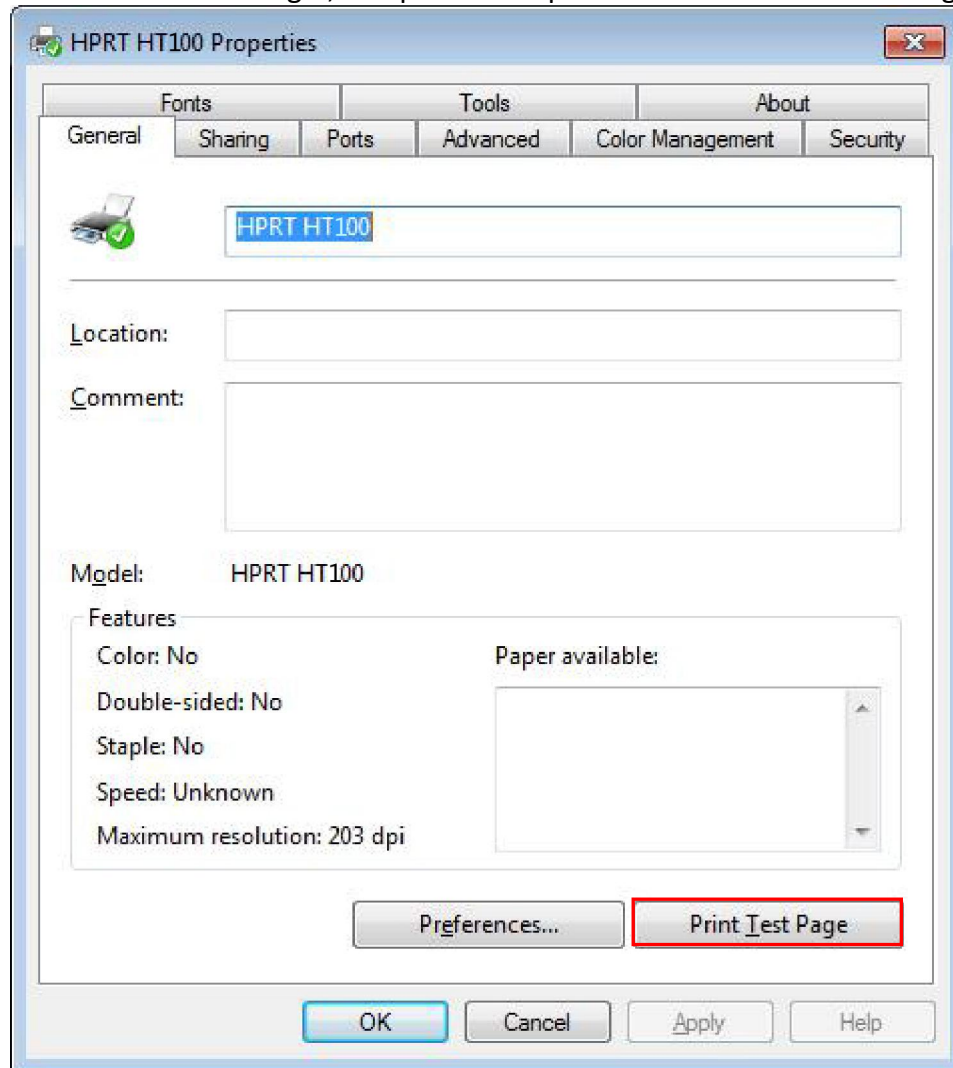 HPRT HT100 Properties
Fonts Tools About
General Sharing Ports Advanced Color Management Security
HPRT HT100
Location:
Comment:
Model: HPRT HT100
Features
Color: No
Paper available:
Double-sided: No
Staple: No
Speed: Unknown
Maximum resolution: 203 dpi
Preferences... Print Test Page
OK Cancel Apply Help